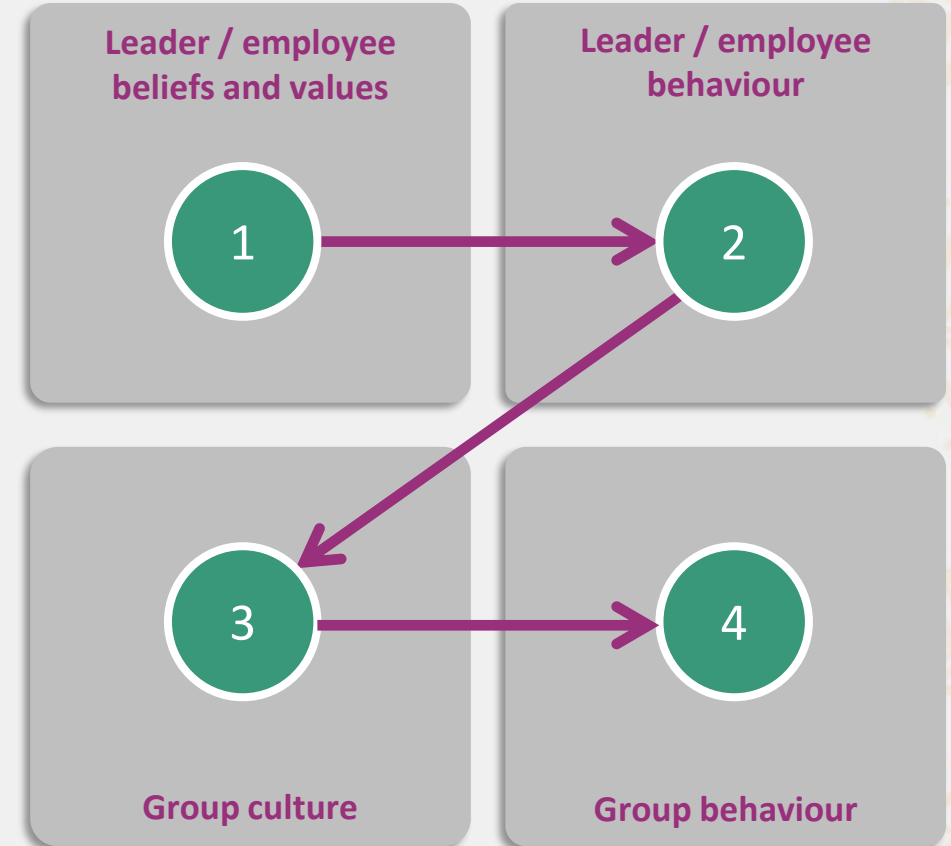 Leader / employee
beliefs and values
Leader / employee
behaviour
1
2
3
4
Group culture
Group behaviour